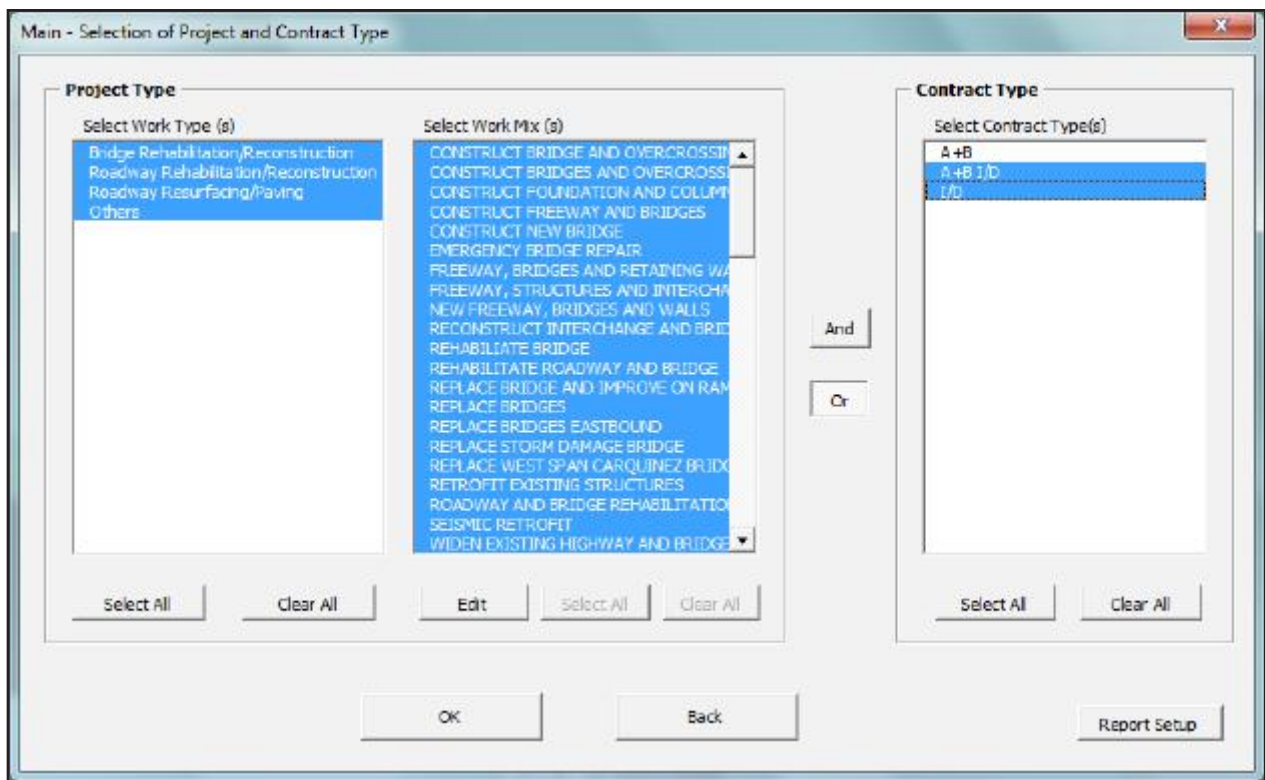 Main - Selection of Project and Contract Type
Project Type
Select Work Type (s)
Bridge Rehabilitation/Reconstruction
Roadway Rehabilitation/Reconstruction
Roadway Resurfacing/Paving
Others
Select All
Clear All
Select Work Mix (s)
CONSTRUCT BRIDGE AND OVERCROSSIN
CONSTRUCT BRIDGES AND OVERCROSS
CONSTRUCT FOUNDATION AND COLUMN
CONSTRUCT FREEWAY AND BRIDGES
CONSTRUCT NEW BRIDGE
EMERGENCY BRIDGE REPAIR
FREEWAY, BRIDGES AND RETAINING WA
FREEWAY, STRUCTURES AND INTERCHA
NEW FREEWAY, BRIDGES AND WALLS
RECONSTRUCT INTERCHANGE AND BRID
REHABILIATE BRIDGE
REHABILITATE ROADWAY AND BRIDGE
REPLACE BRIDGE AND IMPROVE ON RAM
REPLACE BRIDGES
REPLACE BRIDGES EASTBOUND
REPLACE STORM DAMAGE BRIDGE
REPLACE WEST SPAN CARQUINEZ BRIDG
RETROFIT EXISTING STRUCTURES
ROADWAY AND BRIDGE REHABILITATIO
SEISMIC RETROFIT
WIDEN EXISTING HIGHWAY AND BRIDGE
Edit
Select All
Clear All
And
Or
Contract Type
Select Contract Type(s)
A+B
A+B I/D
I/D
Select All
Clear All
OK
Back
Report Setup